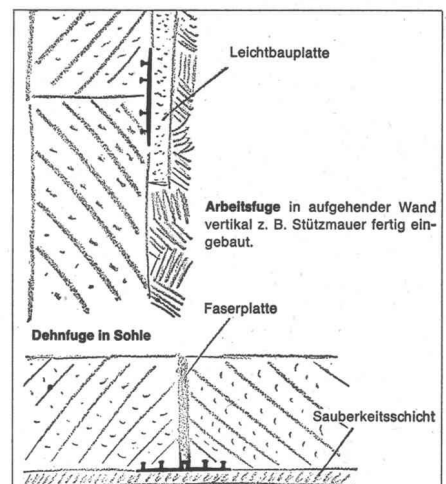 Leichtbauplatte
Arbeitsfuge in aufgehender Wand
vertikal z. B. Stützmauer fertig ein-
gebaut.
Faserplatte
Dehnfuge in Sohle
Sauberkeitsschicht